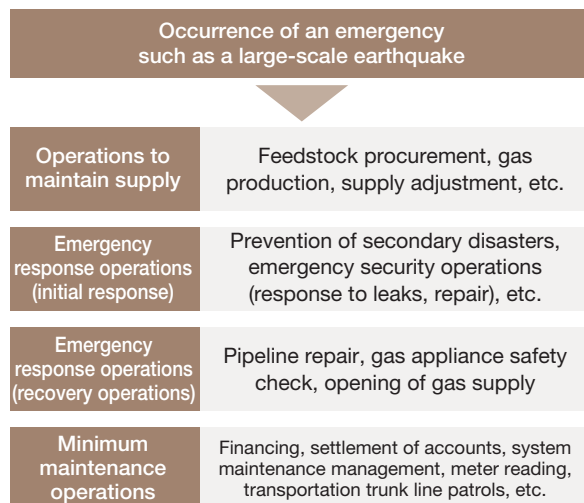 Occurrence of an emergency
such as a large-scale earthquake
Operations to
maintain supply
Feedstock procurement, gas
production, supply adjustment, etc.
Emergency
response operations
(initial response)
Prevention of secondary disasters,
emergency security operations
(response to leaks, repair), etc.
Emergency
response operations
(recovery operations)
Pipeline repair, gas appliance safety
check, opening of gas supply
Minimum
maintenance
operations
Financing, settlement of accounts, system
maintenance management, meter reading,
transportation trunk line patrols, etc.